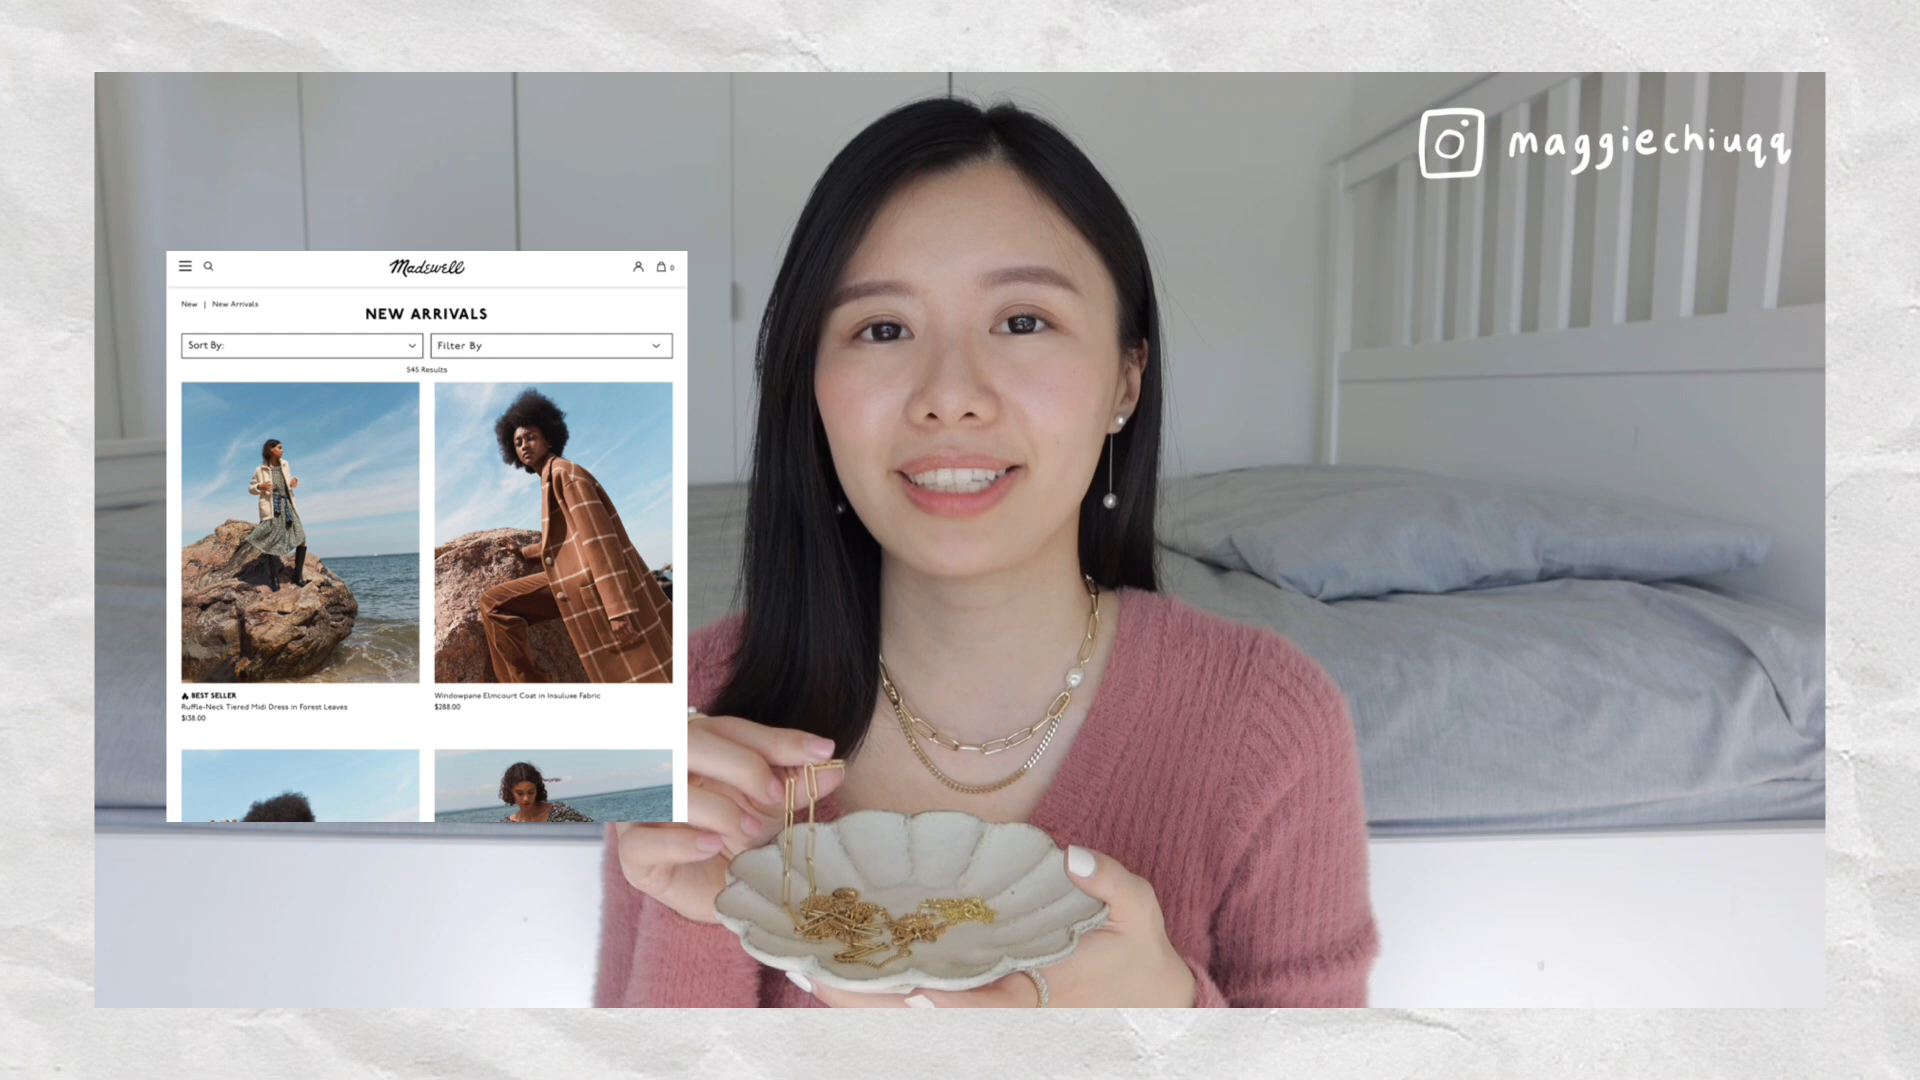 maggiechiuqq
Madewell
0
New | New Arrivals
NEW ARRIVALS
Sort By:
Filter By
545 Results
BEST SELLER
Ruffle-Neck Tiered Midi Dress in Forest Leaves
$138.00
Windowpane Elmcourt Coat in Insuluxe Fabric
$288.00